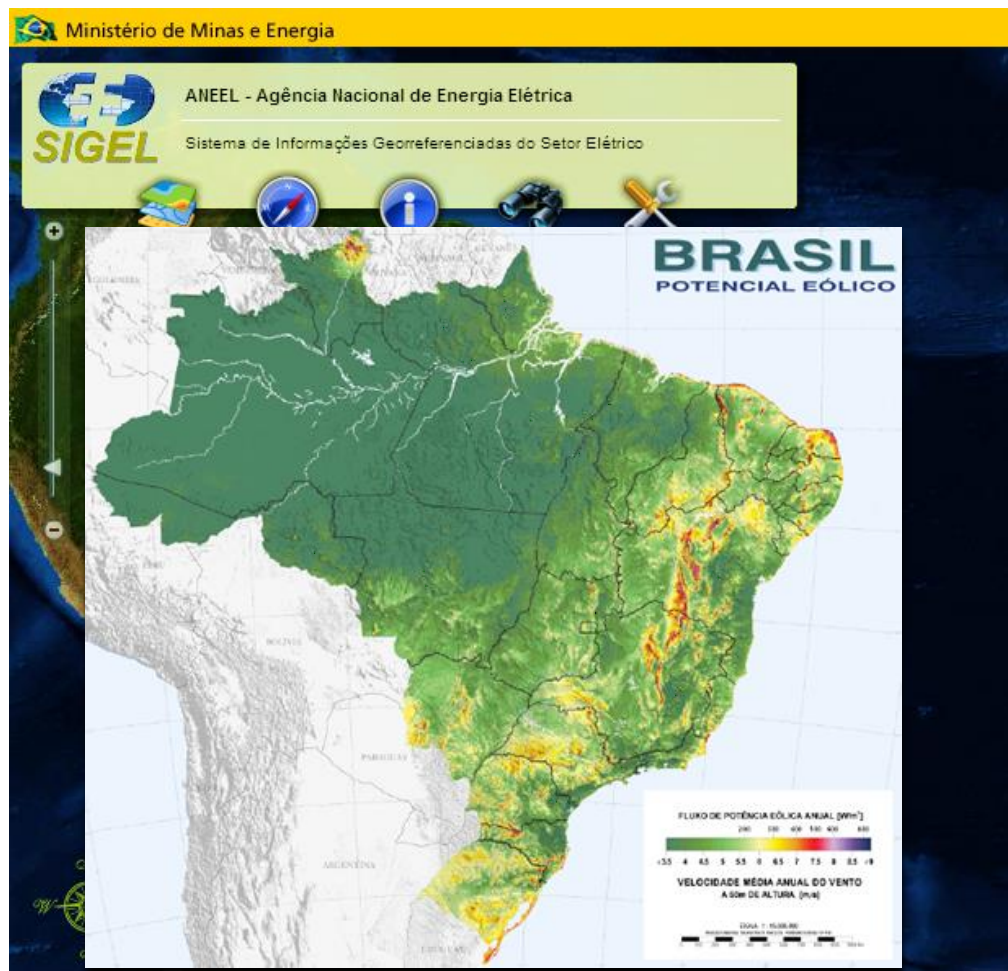 Ministério de Minas e Energia
SIGEL
ANEEL - Agência Nacional de Energia Elétrica
Sistema de Informações Georreferenciadas do Setor Elétrico
BRASIL
POTENCIAL EÓLICO
PARAGUAY
ARGENTINA
FLUXO DE POTÊNCIA EÓLICA ANUAL [W/m²]
200 300 400 500 600 800
<3.5 4 4.5 5 5.5 6 6.5 7 7.5 8 8.5 >9
VELOCIDADE MÉDIA ANUAL DO VENTO
A 50m DE ALTURA [m/s]
W